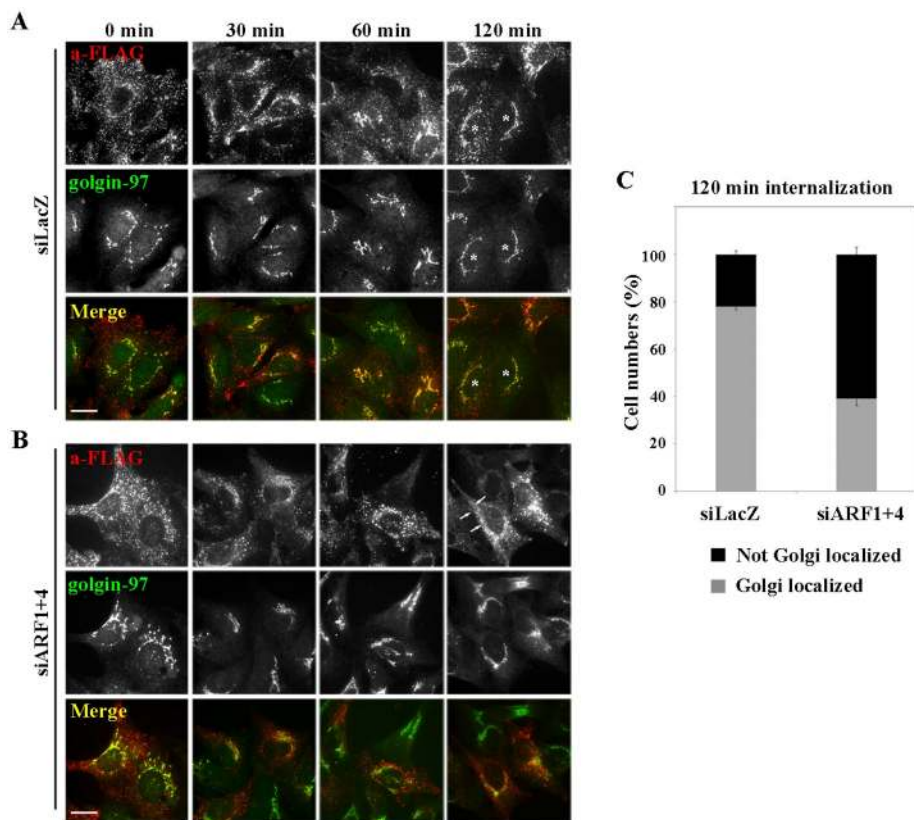 A
0 min 30 min 60 min 120 min
a-FLAG
golgin-97
Merge
siLacZ
* *
* *
* *
B
a-FLAG
golgin-97
Merge
siARF1+4
C
120 min internalization
Cell numbers (%)
100
80
60
40
20
0
siLacZ siARF1+4
Not Golgi localized
Golgi localized